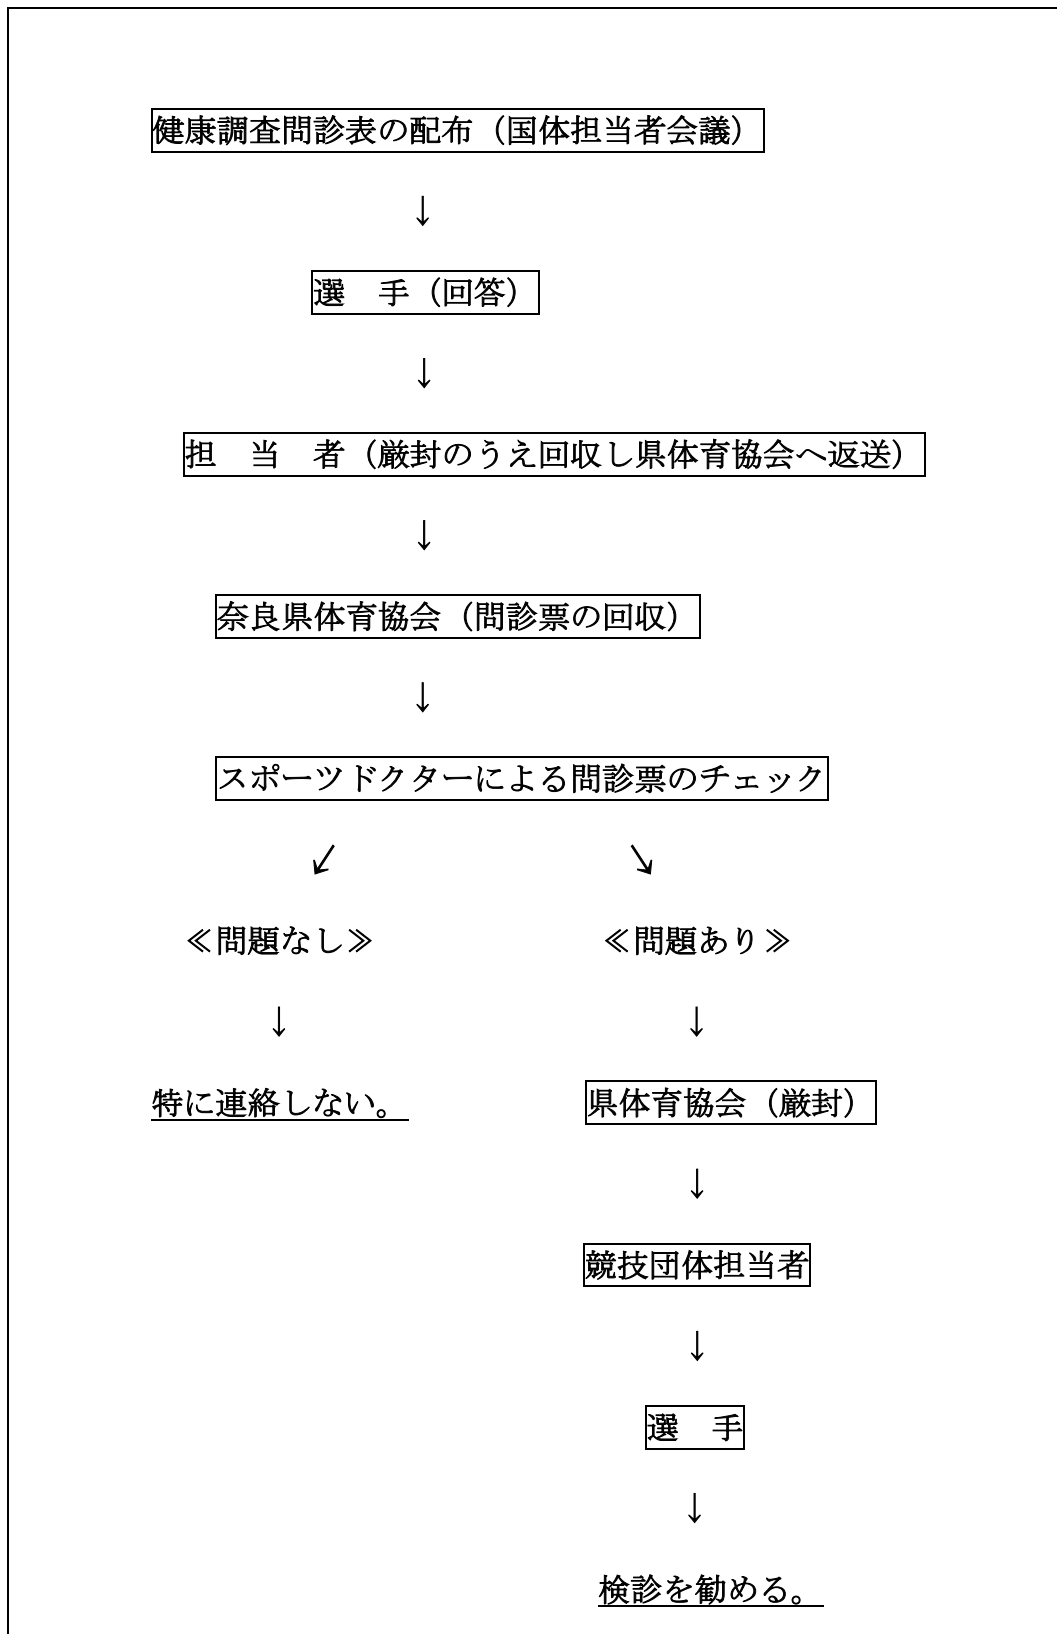 健康調査問診表の配布（国体担当者会議）
↓
選　手（回答）
↓
担　当　者（厳封のうえ回収し県体育協会へ返送）
↓
奈良県体育協会（問診票の回収）
↓
スポーツドクターによる問診票のチェック
↙　↘
≪問題なし≫　≪問題あり≫
↓　↓
特に連絡しない。　県体育協会（厳封）
↓
競技団体担当者
↓
選　手
↓
検診を勧める。